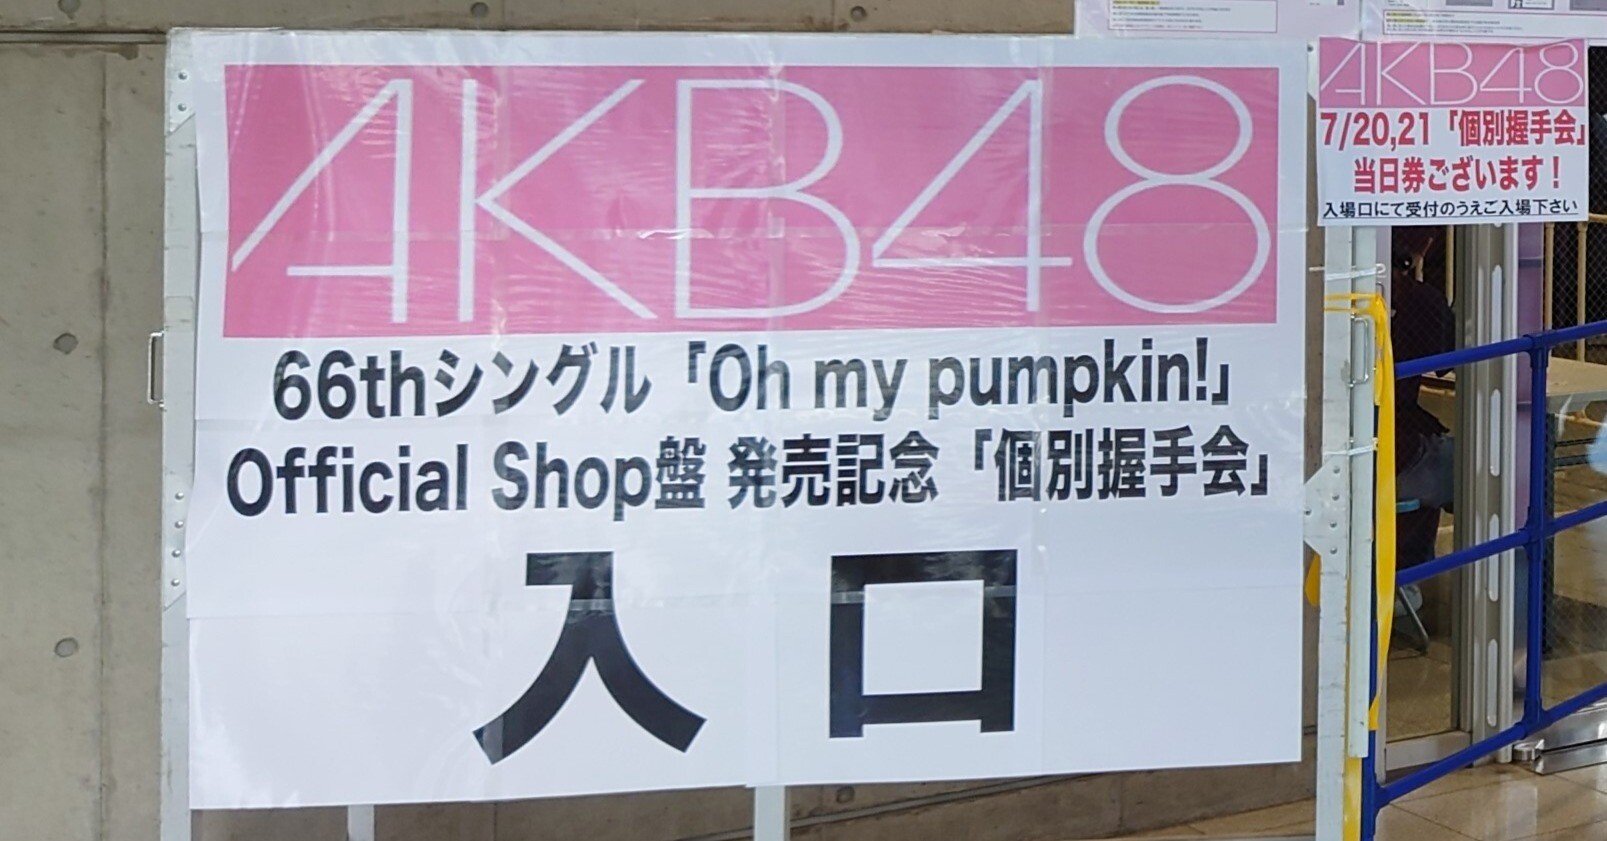 AKB48
66thシングル「Oh my pumpkin!」
Official Shop盤 発売記念「個別握手会」
入口
AKB48
7/20,21「個別握手会」
当日券ございます！
入場口にて受付のうえご入場下さい